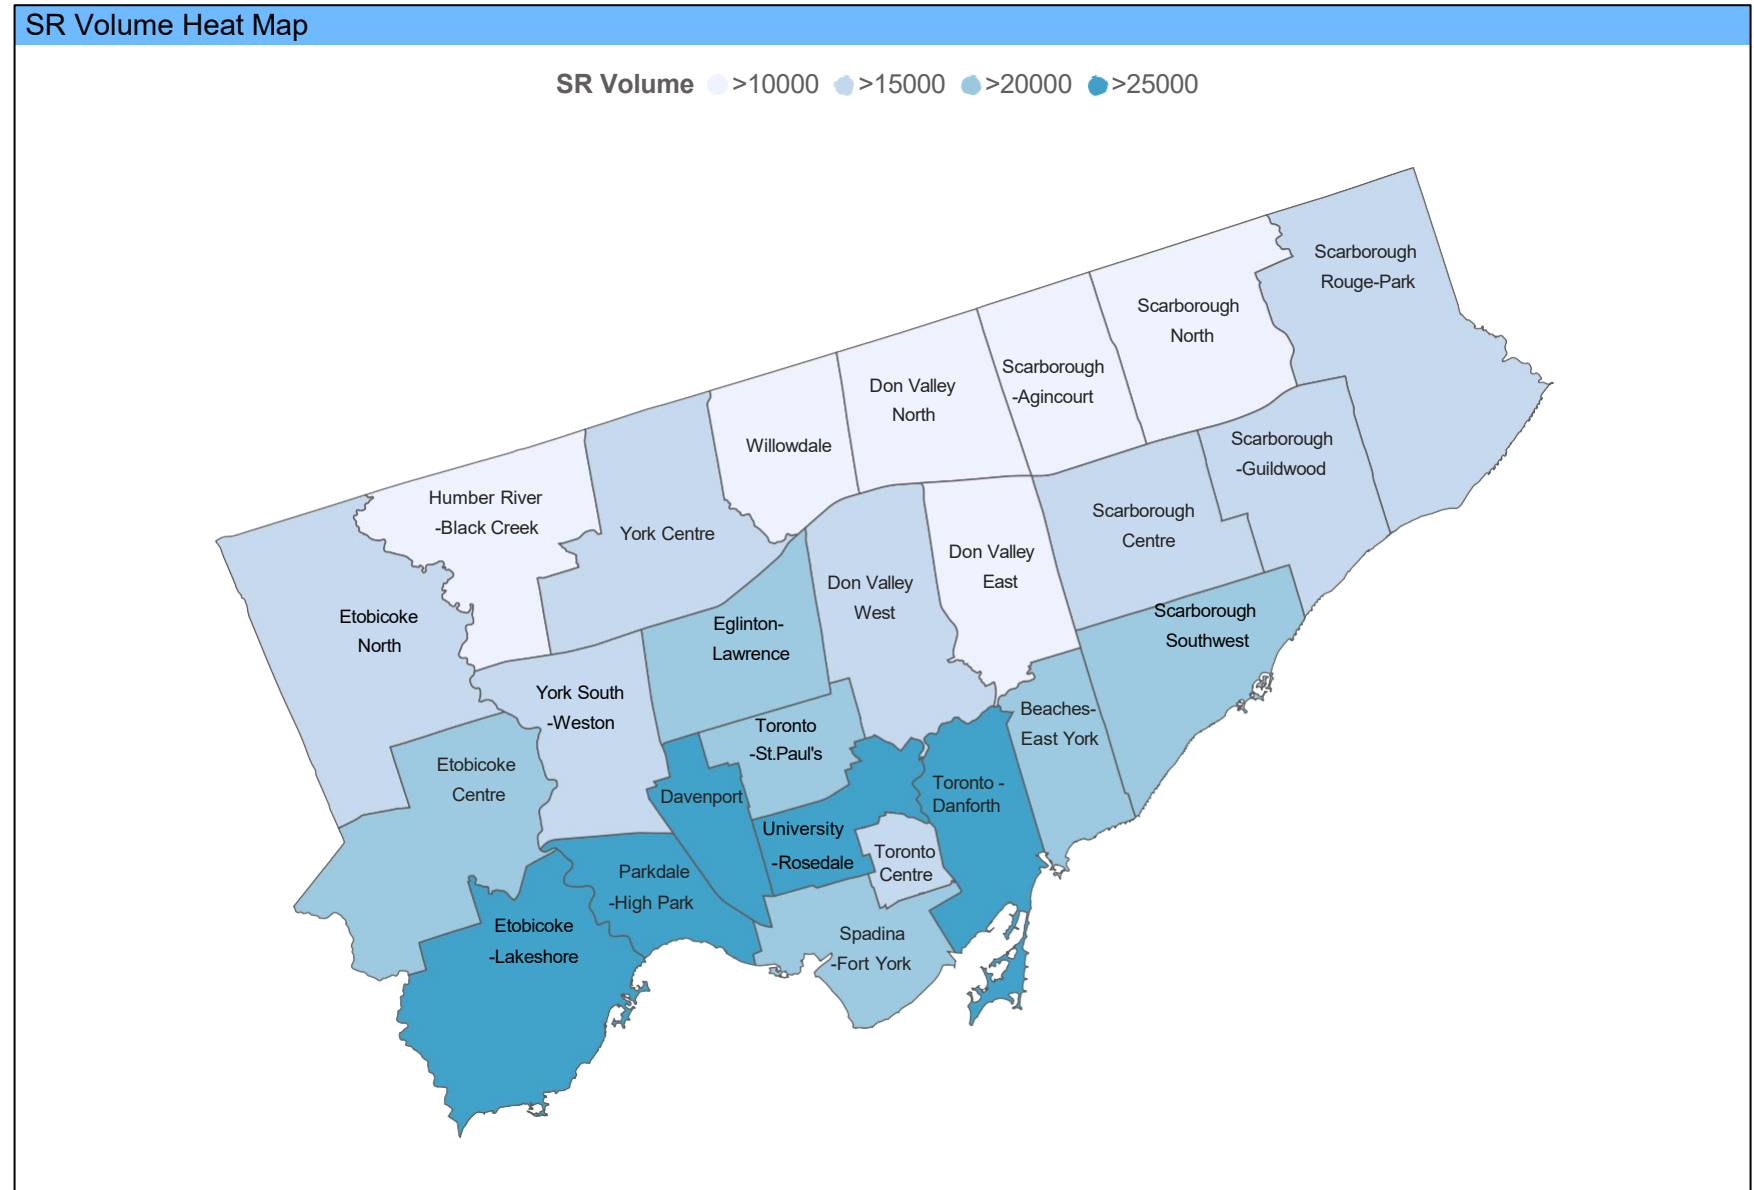 SR Volume Heat Map
SR Volume >10000 >15000 >20000 >25000
Scarborough
Rouge-Park
Scarborough
North
Scarborough
-Agincourt
Don Valley
North
Willowdale
Scarborough
-Guildwood
Humber River
-Black Creek
York Centre
Scarborough
Centre
Don Valley
East
Don Valley
West
Etobicoke
North
Eglinton-
Lawrence
Scarborough
Southwest
York South
-Weston
Beaches-
East York
Toronto
-St.Paul's
Etobicoke
Centre
Davenport
Toronto -
Danforth
University
-Rosedale
Toronto
Centre
Parkdale
-High Park
Etobicoke
-Lakeshore
Spadina
-Fort York